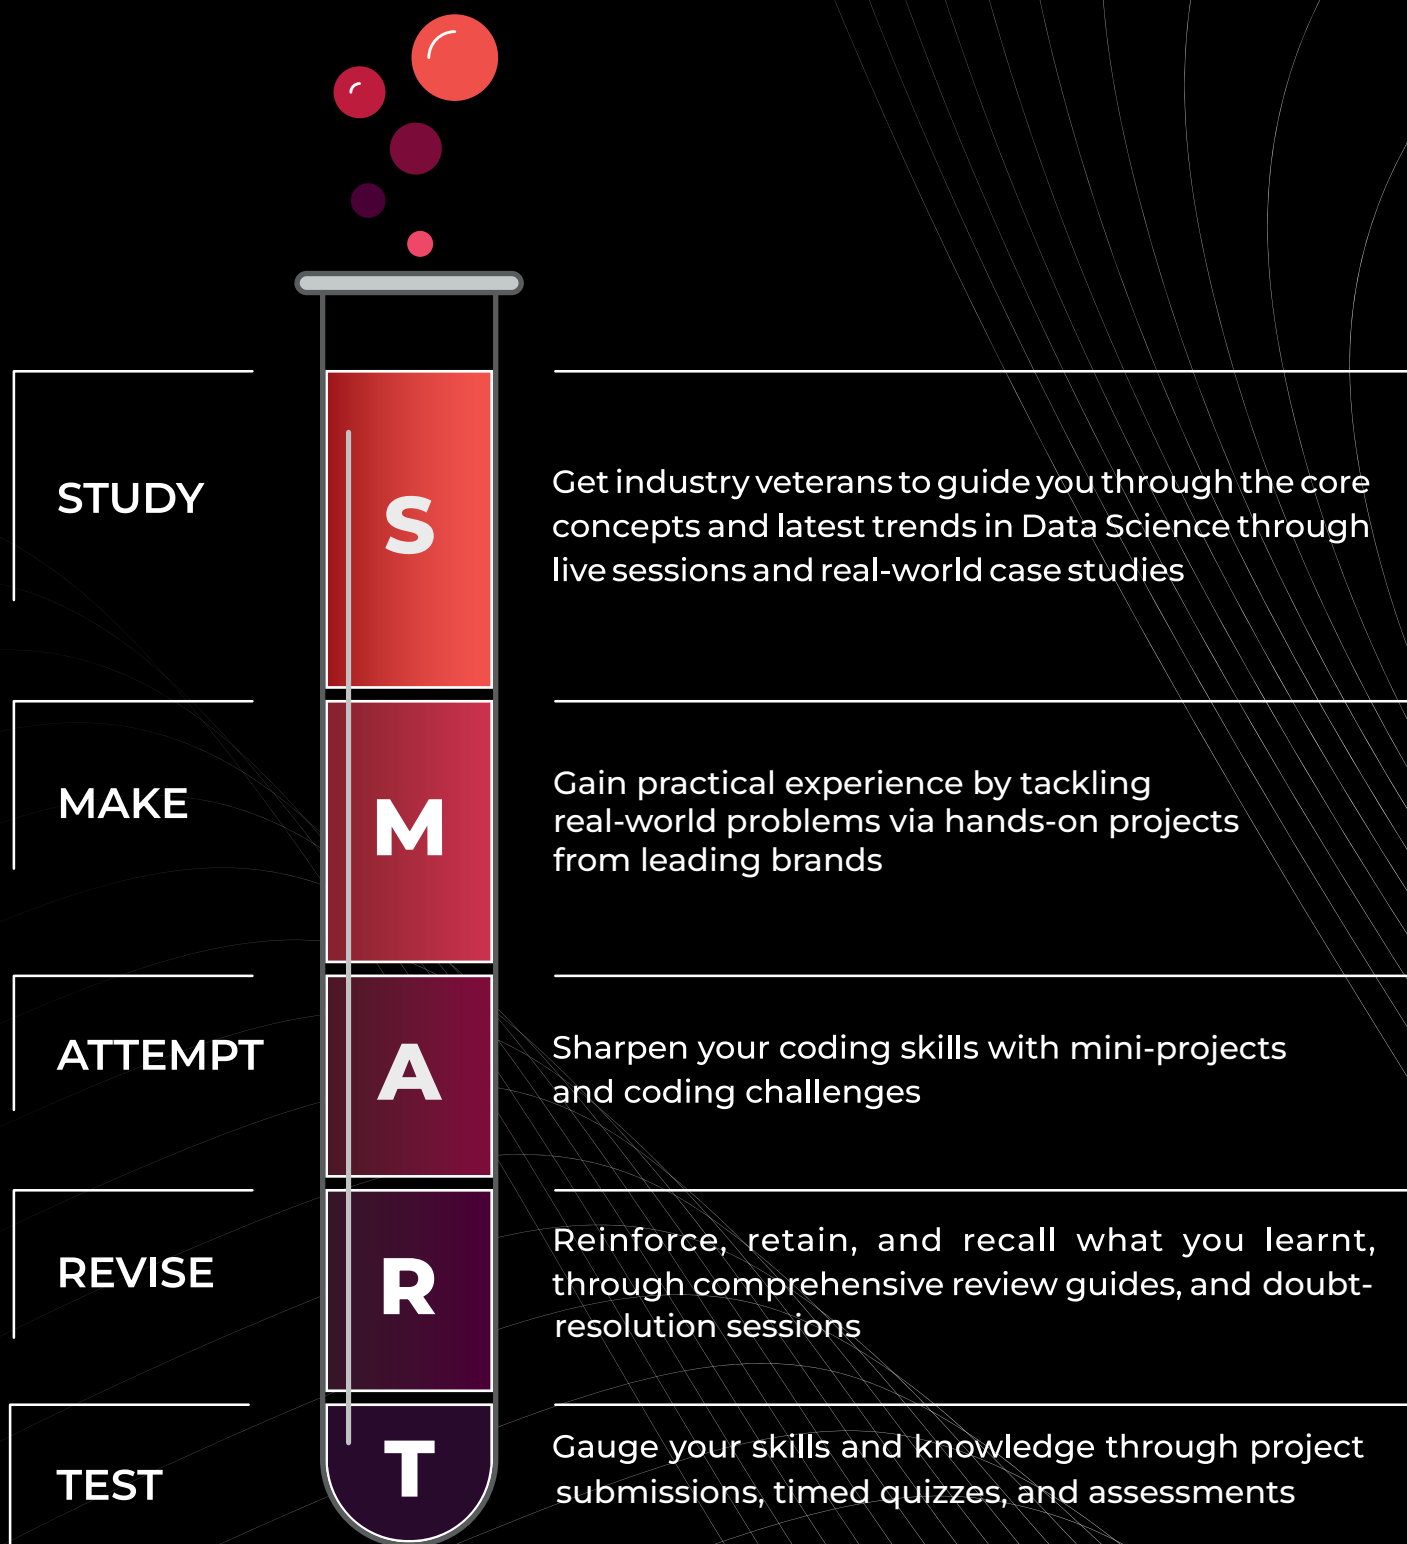 STUDY
S
Get industry veterans to guide you through the core
concepts and latest trends in Data Science through
live sessions and real-world case studies
MAKE
M
Gain practical experience by tackling
real-world problems via hands-on projects
from leading brands
ATTEMPT
A
Sharpen your coding skills with mini-projects
and coding challenges
REVISE
R
Reinforce, retain, and recall what you learnt,
through comprehensive review guides, and doubt-
resolution sessions
TEST
T
Gauge your skills and knowledge through project
submissions, timed quizzes, and assessments